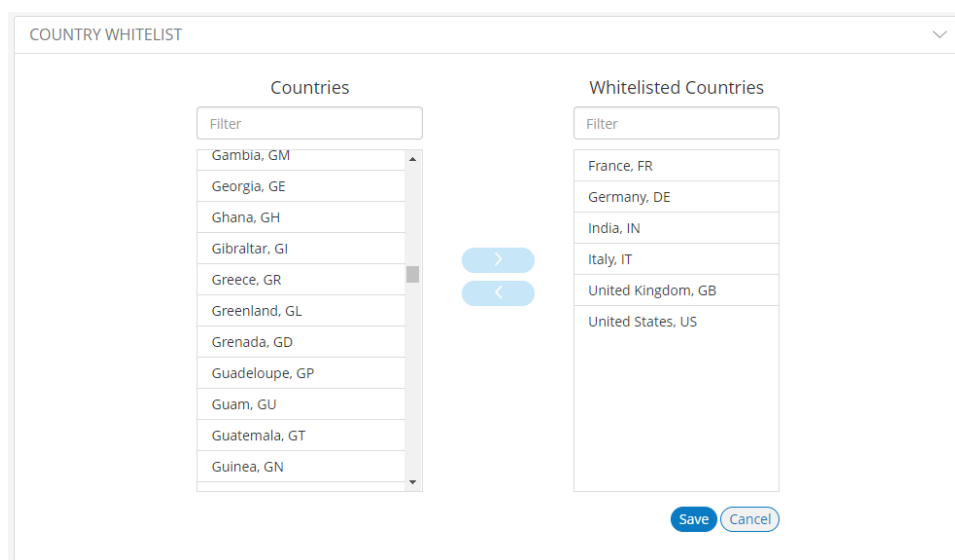 COUNTRY WHITELIST
Countries
Filter
Gambia, GM
Georgia, GE
Ghana, GH
Gibraltar, GI
Greece, GR
Greenland, GL
Grenada, GD
Guadeloupe, GP
Guam, GU
Guatemala, GT
Guinea, GN
Whitelisted Countries
Filter
France, FR
Germany, DE
India, IN
Italy, IT
United Kingdom, GB
United States, US
Save
Cancel